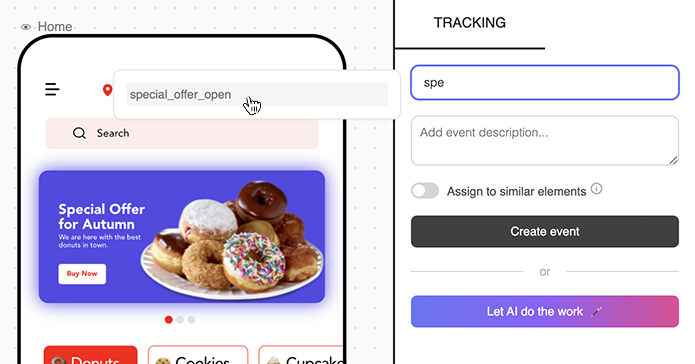 Home
TRACKING
spe
special_offer_open
Add event description...
Search
Assign to similar elements
Special Offer
for Autumn
We are here with the best
donuts in town.
Buy Now
Create event
or
Let AI do the work
Donuts
Cookies
Cupcake